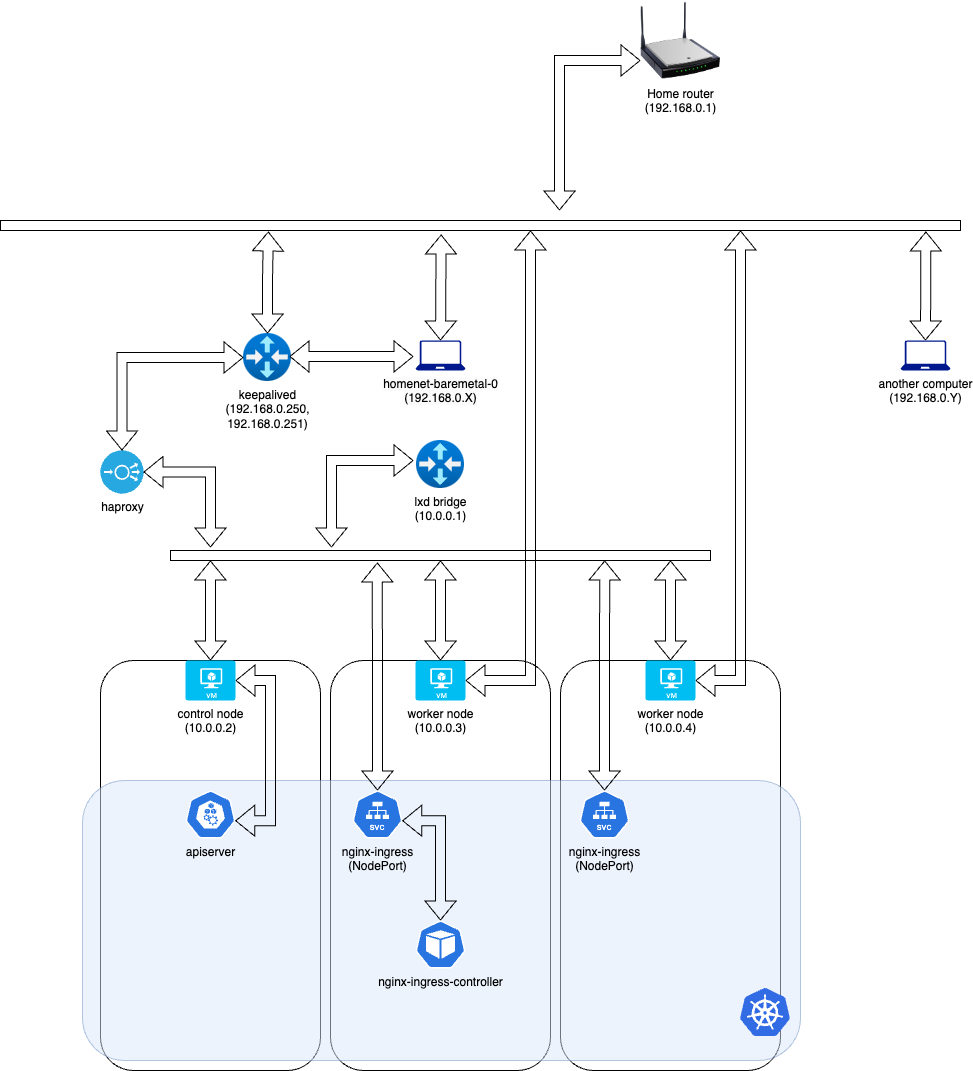 Home router
(192.168.0.1)
keepalived
(192.168.0.250,
192.168.0.251)
homenet-baremetal-0
(192.168.0.X)
another computer
(192.168.0.Y)
haproxy
lxd bridge
(10.0.0.1)
VM
control node
(10.0.0.2)
VM
worker node
(10.0.0.3)
VM
worker node
(10.0.0.4)
apiserver
SVC
nginx-ingress
(NodePort)
SVC
nginx-ingress
(NodePort)
nginx-ingress-controller